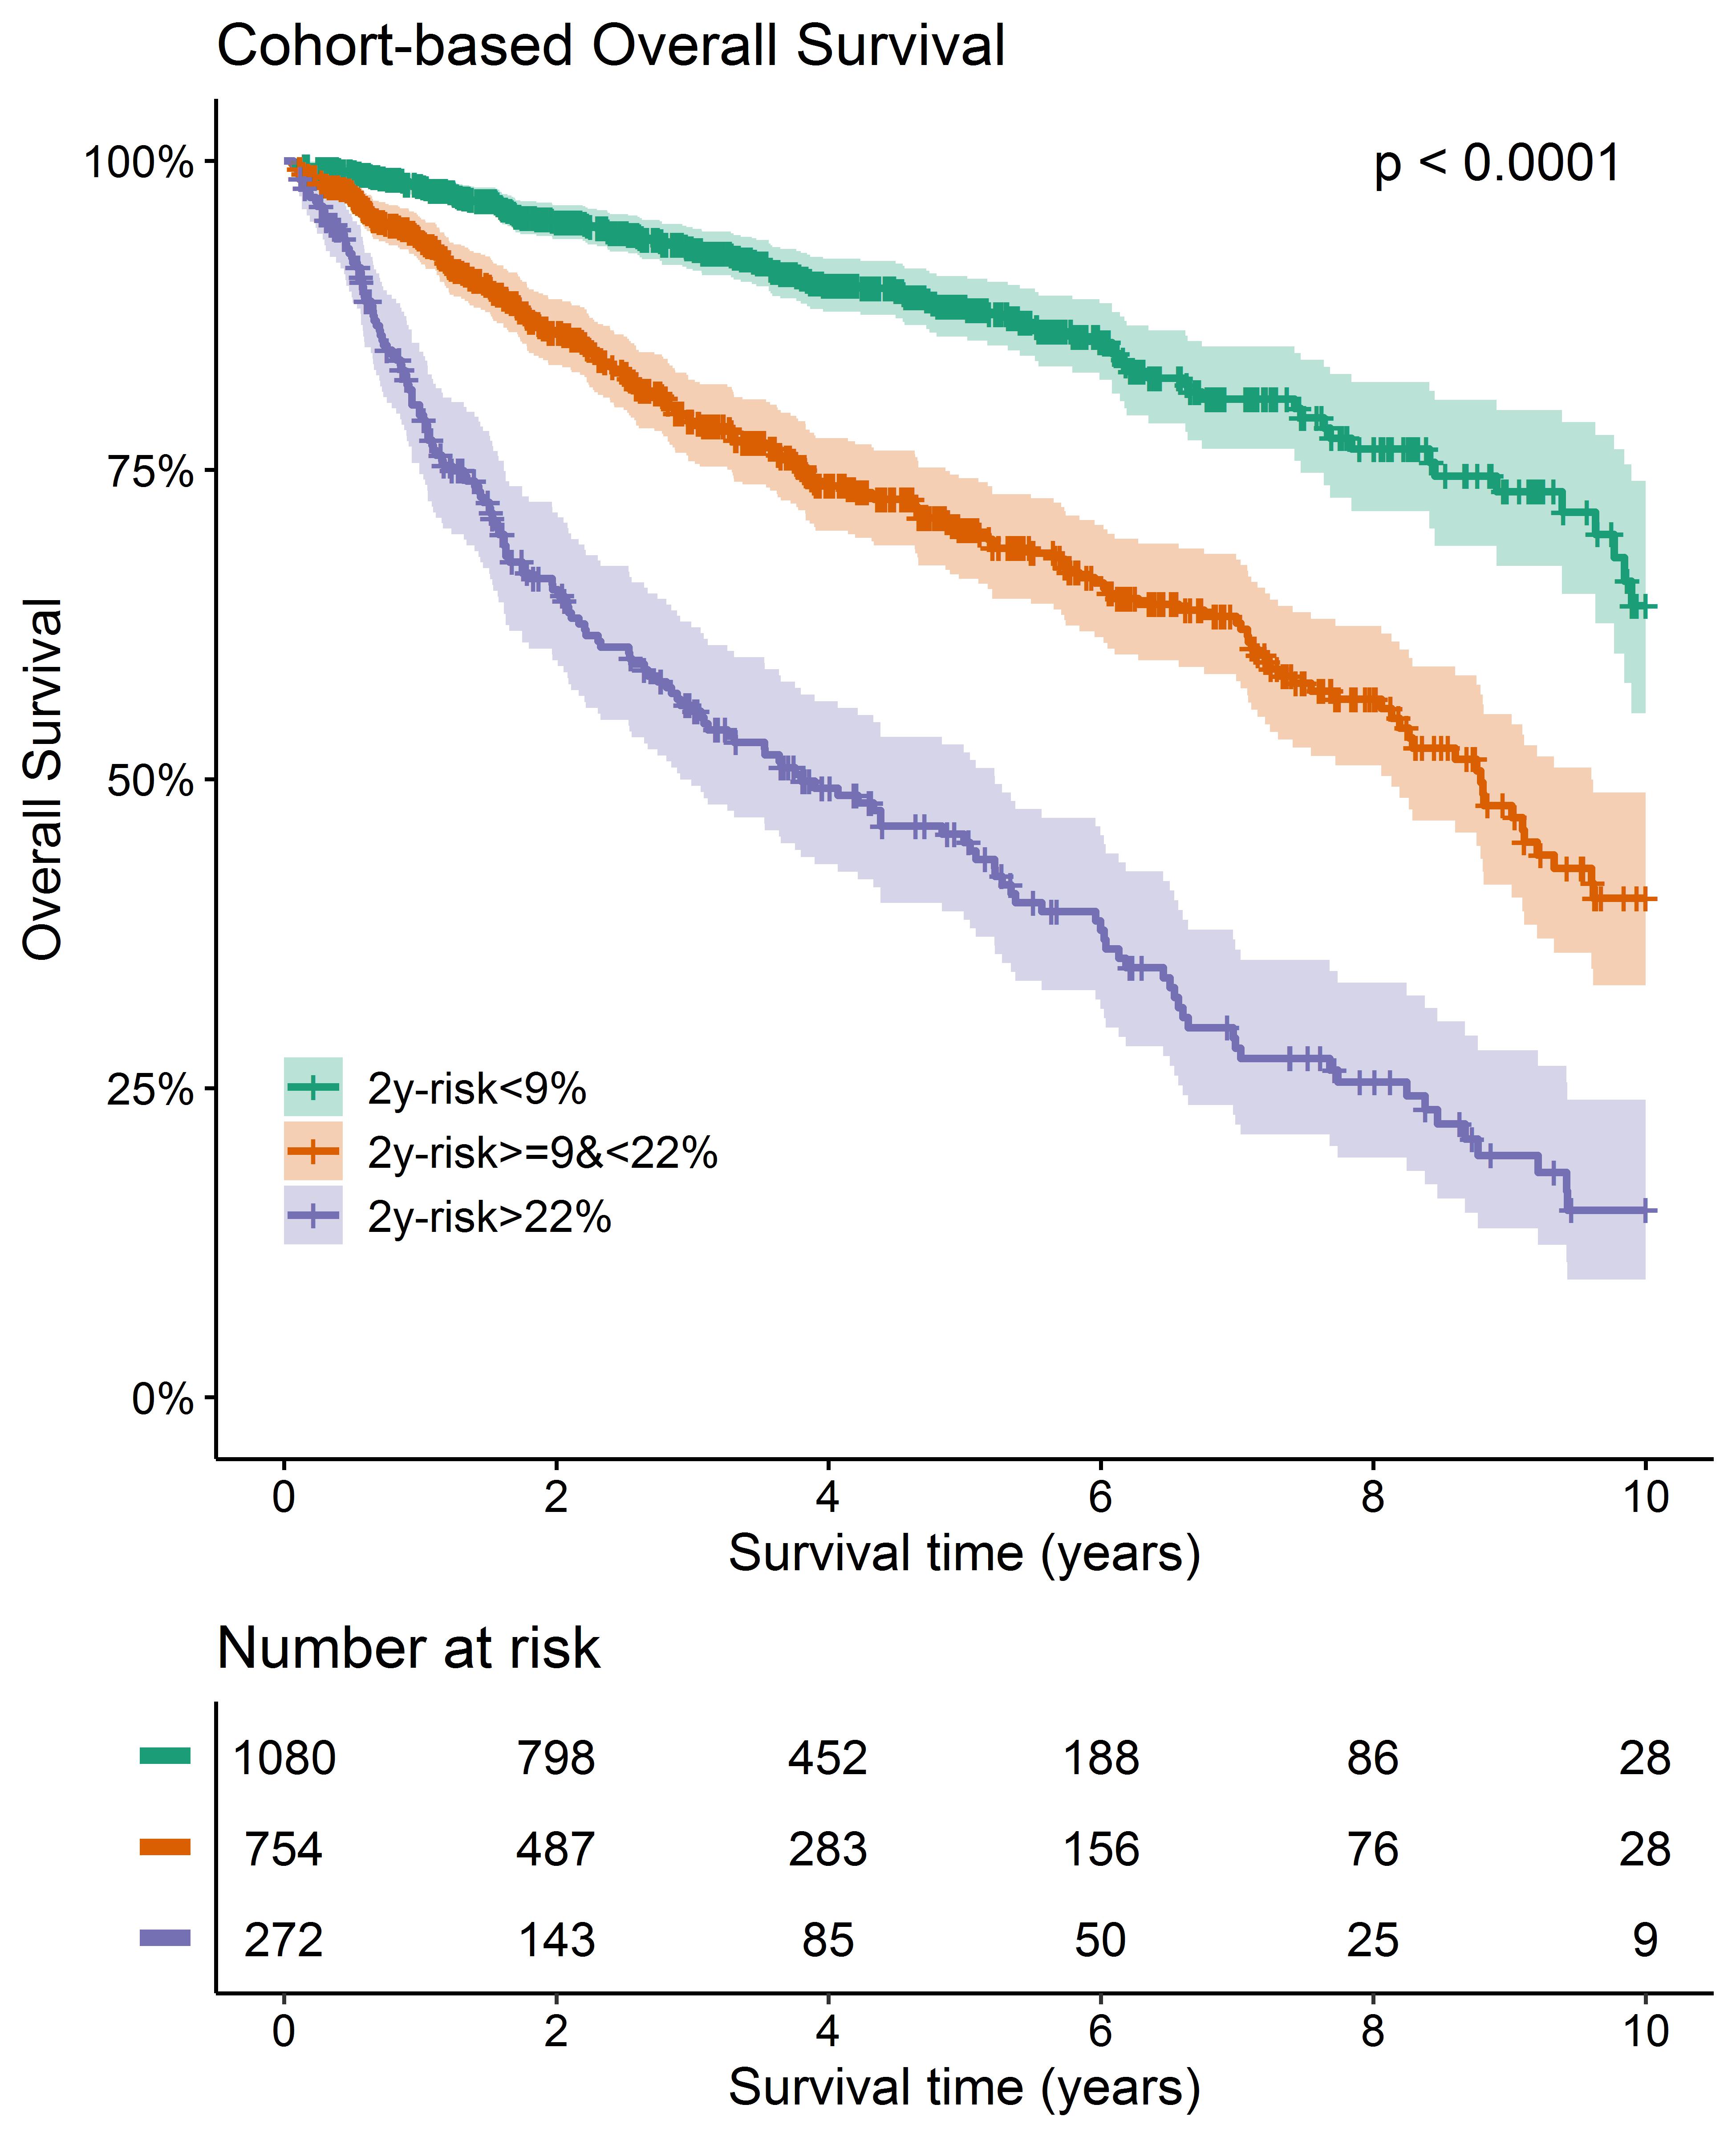 Cohort-based Overall Survival
p < 0.0001
100%
75%
50%
25%
0%
Overall Survival
2y-risk<9%
2y-risk>=9&<22%
2y-risk>22%
0 2 4 6 8 10
Survival time (years)
Number at risk
1080 798 452 188 86 28
754 487 283 156 76 28
272 143 85 50 25 9
0 2 4 6 8 10
Survival time (years)